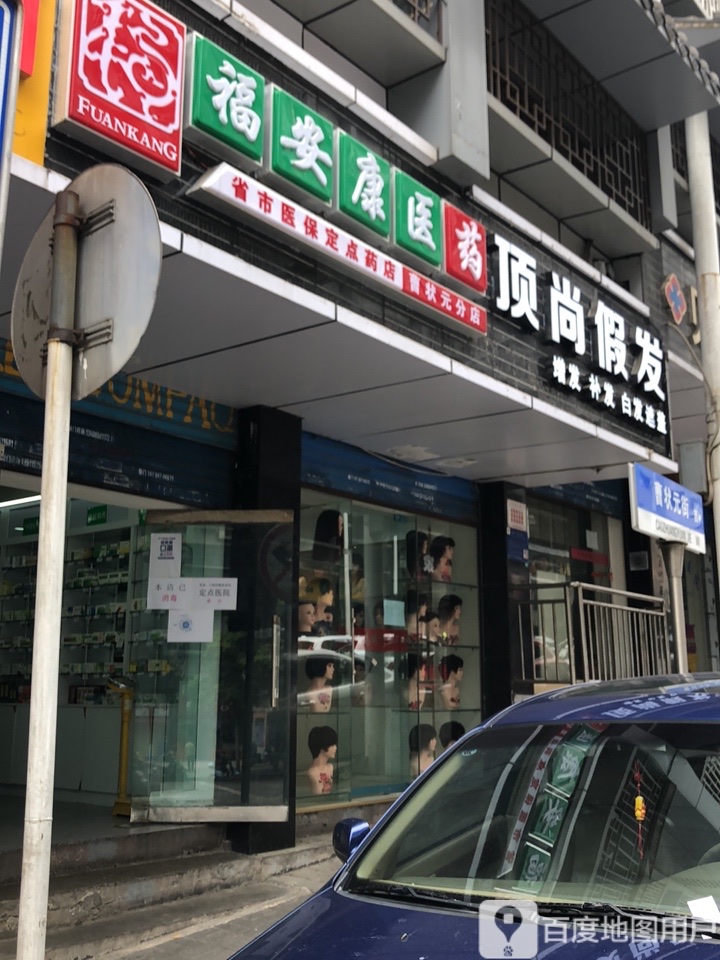 FUANKANG
福安康医药
省市医保定点药店 曹状元分店
顶尚假发
增发 补发 白发遮盖
COMPAQ
曹状元街
本店已
消毒
定点医院
百度地图用户